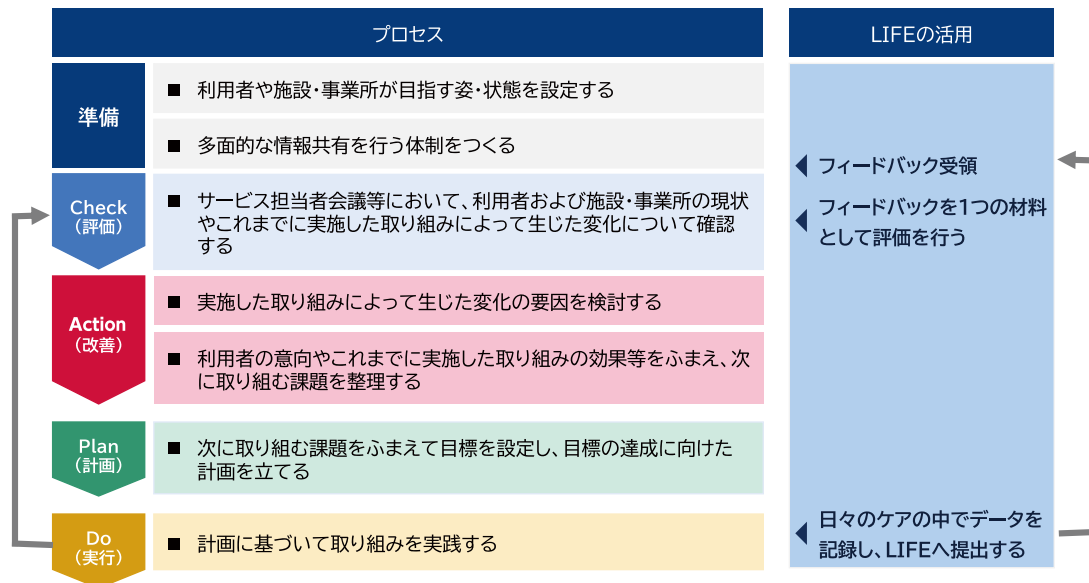 プロセス
LIFEの活用
準備
■ 利用者や施設・事業所が目指す姿・状態を設定する
■ 多面的な情報共有を行う体制をつくる
フィードバック受領
Check
(評価)
■ サービス担当者会議等において、利用者および施設・事業所の現状
やこれまでに実施した取り組みによって生じた変化について確認
する
フィードバックを1つの材料
として評価を行う
Action
(改善)
■ 実施した取り組みによって生じた変化の要因を検討する
■ 利用者の意向やこれまでに実施した取り組みの効果等をふまえ、次
に取り組む課題を整理する
Plan
(計画)
■ 次に取り組む課題をふまえて目標を設定し、目標の達成に向けた
計画を立てる
Do
(実行)
■ 計画に基づいて取り組みを実践する
日々のケアの中でデータを
記録し、LIFEへ提出する